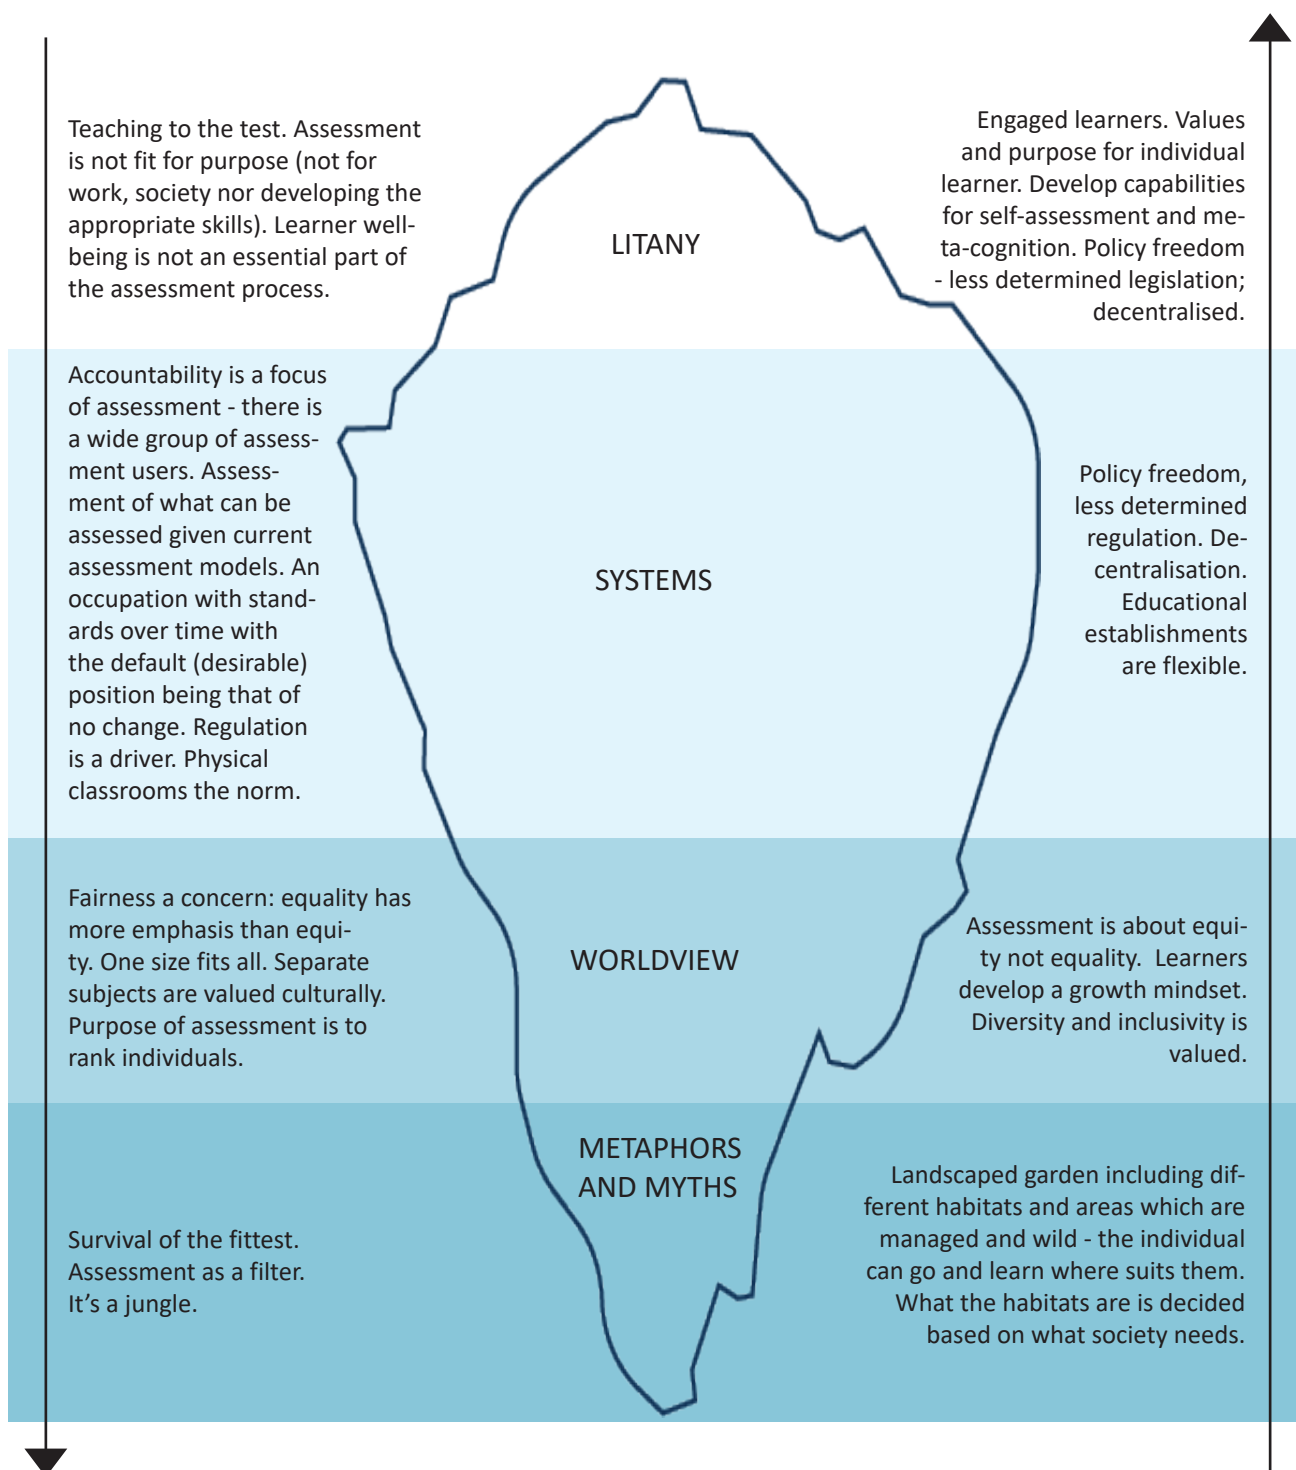 Teaching to the test. Assessment
is not fit for purpose (not for
work, society nor developing the
appropriate skills). Learner well-
being is not an essential part of
the assessment process.
LITANY
Engaged learners. Values
and purpose for individual
learner. Develop capabilities
for self-assessment and me-
ta-cognition. Policy freedom
- less determined legislation;
decentralised.
Accountability is a focus
of assessment - there is
a wide group of assess-
ment users. Assess-
ment of what can be
assessed given current
assessment models. An
occupation with stand-
ards over time with
the default (desirable)
position being that of
no change. Regulation
is a driver. Physical
classrooms the norm.
SYSTEMS
Policy freedom,
less determined
regulation. De-
centralisation.
Educational
establishments
are flexible.
Fairness a concern: equality has
more emphasis than equi-
ty. One size fits all. Separate
subjects are valued culturally.
Purpose of assessment is to
rank individuals.
WORLDVIEW
Assessment is about equi-
ty not equality.  Learners
develop a growth mindset.
Diversity and inclusivity is
valued.
Survival of the fittest.
Assessment as a filter.
It's a jungle.
METAPHORS
AND MYTHS
Landscaped garden including dif-
ferent habitats and areas which are
managed and wild - the individual
can go and learn where suits them.
What the habitats are is decided
based on what society needs.